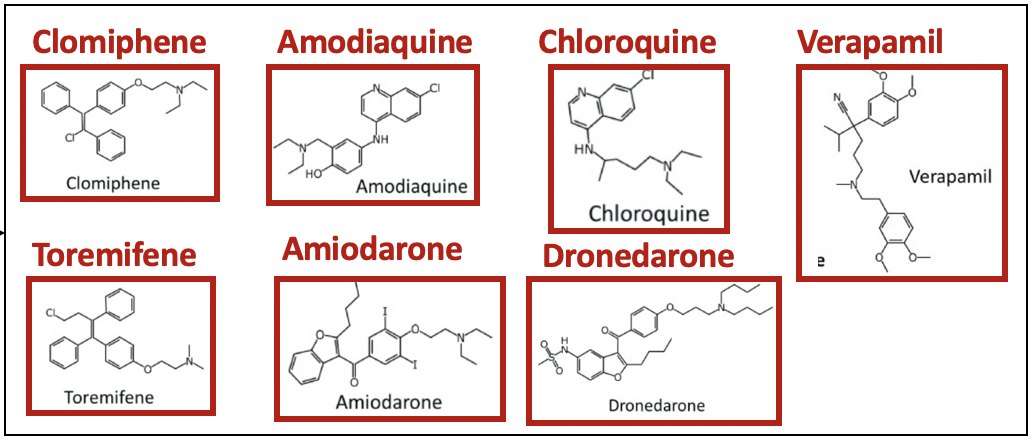 Clomiphene
Amodiaquine
Chloroquine
Verapamil
O
N
Cl
Clomiphene
N
Cl
NH
N
HO
Amodiaquine
Cl
N
HN
N
Chloroquine
O
O
N
N
Verapamil
e
O
O
Toremifene
Amiodarone
Dronedarone
Cl
O
N
Toremifene
I
O
O
N
I
O
Amiodarone
N
O
O
H
O
N
S
O
O
Dronedarone